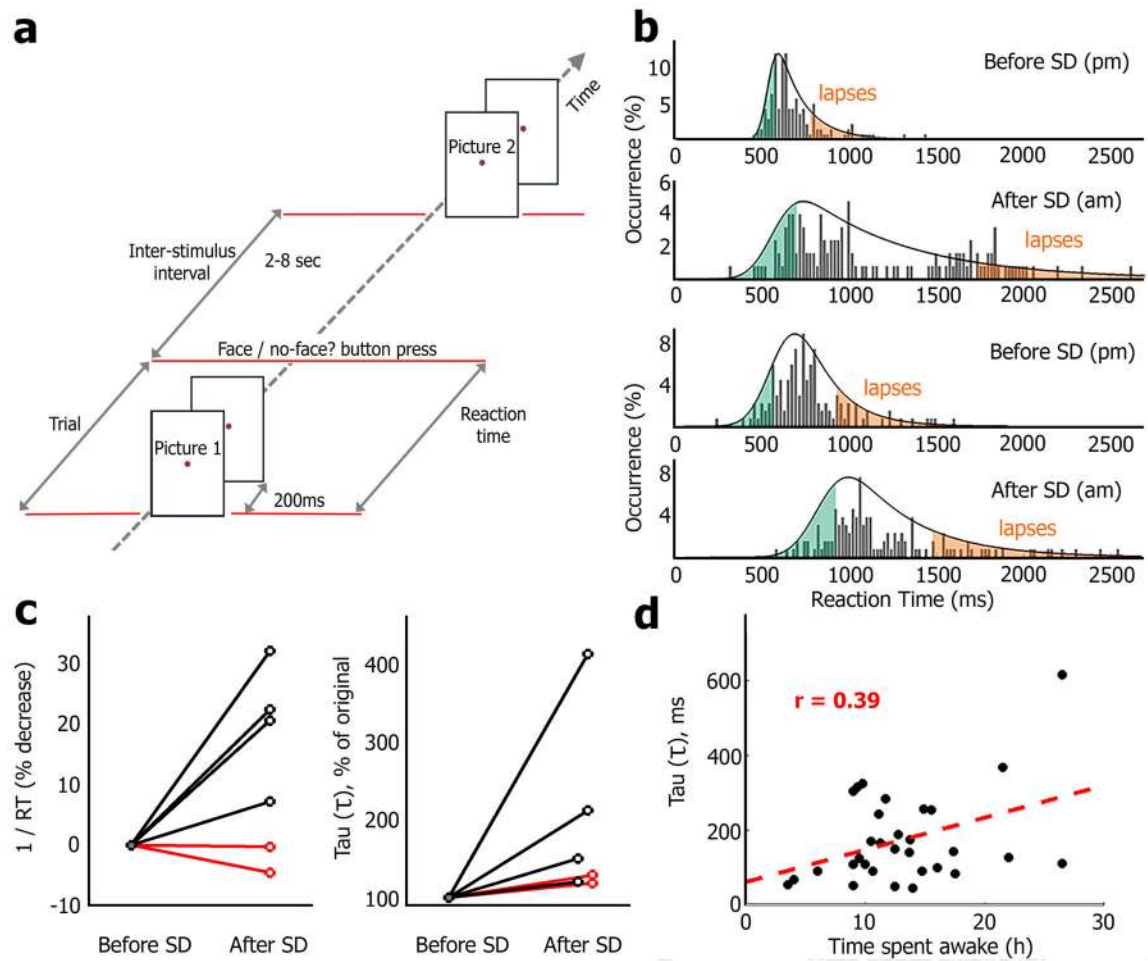 a
Time
Picture 2
Inter-stimulus
interval
2-8 sec
Face / no-face? button press
Trial
Picture 1
Reaction
time
200ms
b
Occurrence (%)
10
5
Before SD (pm)
lapses
0 500 1000 1500 2000 2500
6
4
2
After SD (am)
lapses
0 500 1000 1500 2000 2500
Occurrence (%)
8
4
Before SD (pm)
lapses
0 500 1000 1500 2000 2500
8
4
After SD (am)
lapses
0 500 1000 1500 2000 2500
Reaction Time (ms)
c
1 / RT (% decrease)
30
20
10
0
-10
Before SD After SD
Tau (τ), % of original
400
300
200
100
Before SD After SD
d
Tau (τ), ms
600
400
200
0
r = 0.39
0 10 20 30
Time spent awake (h)